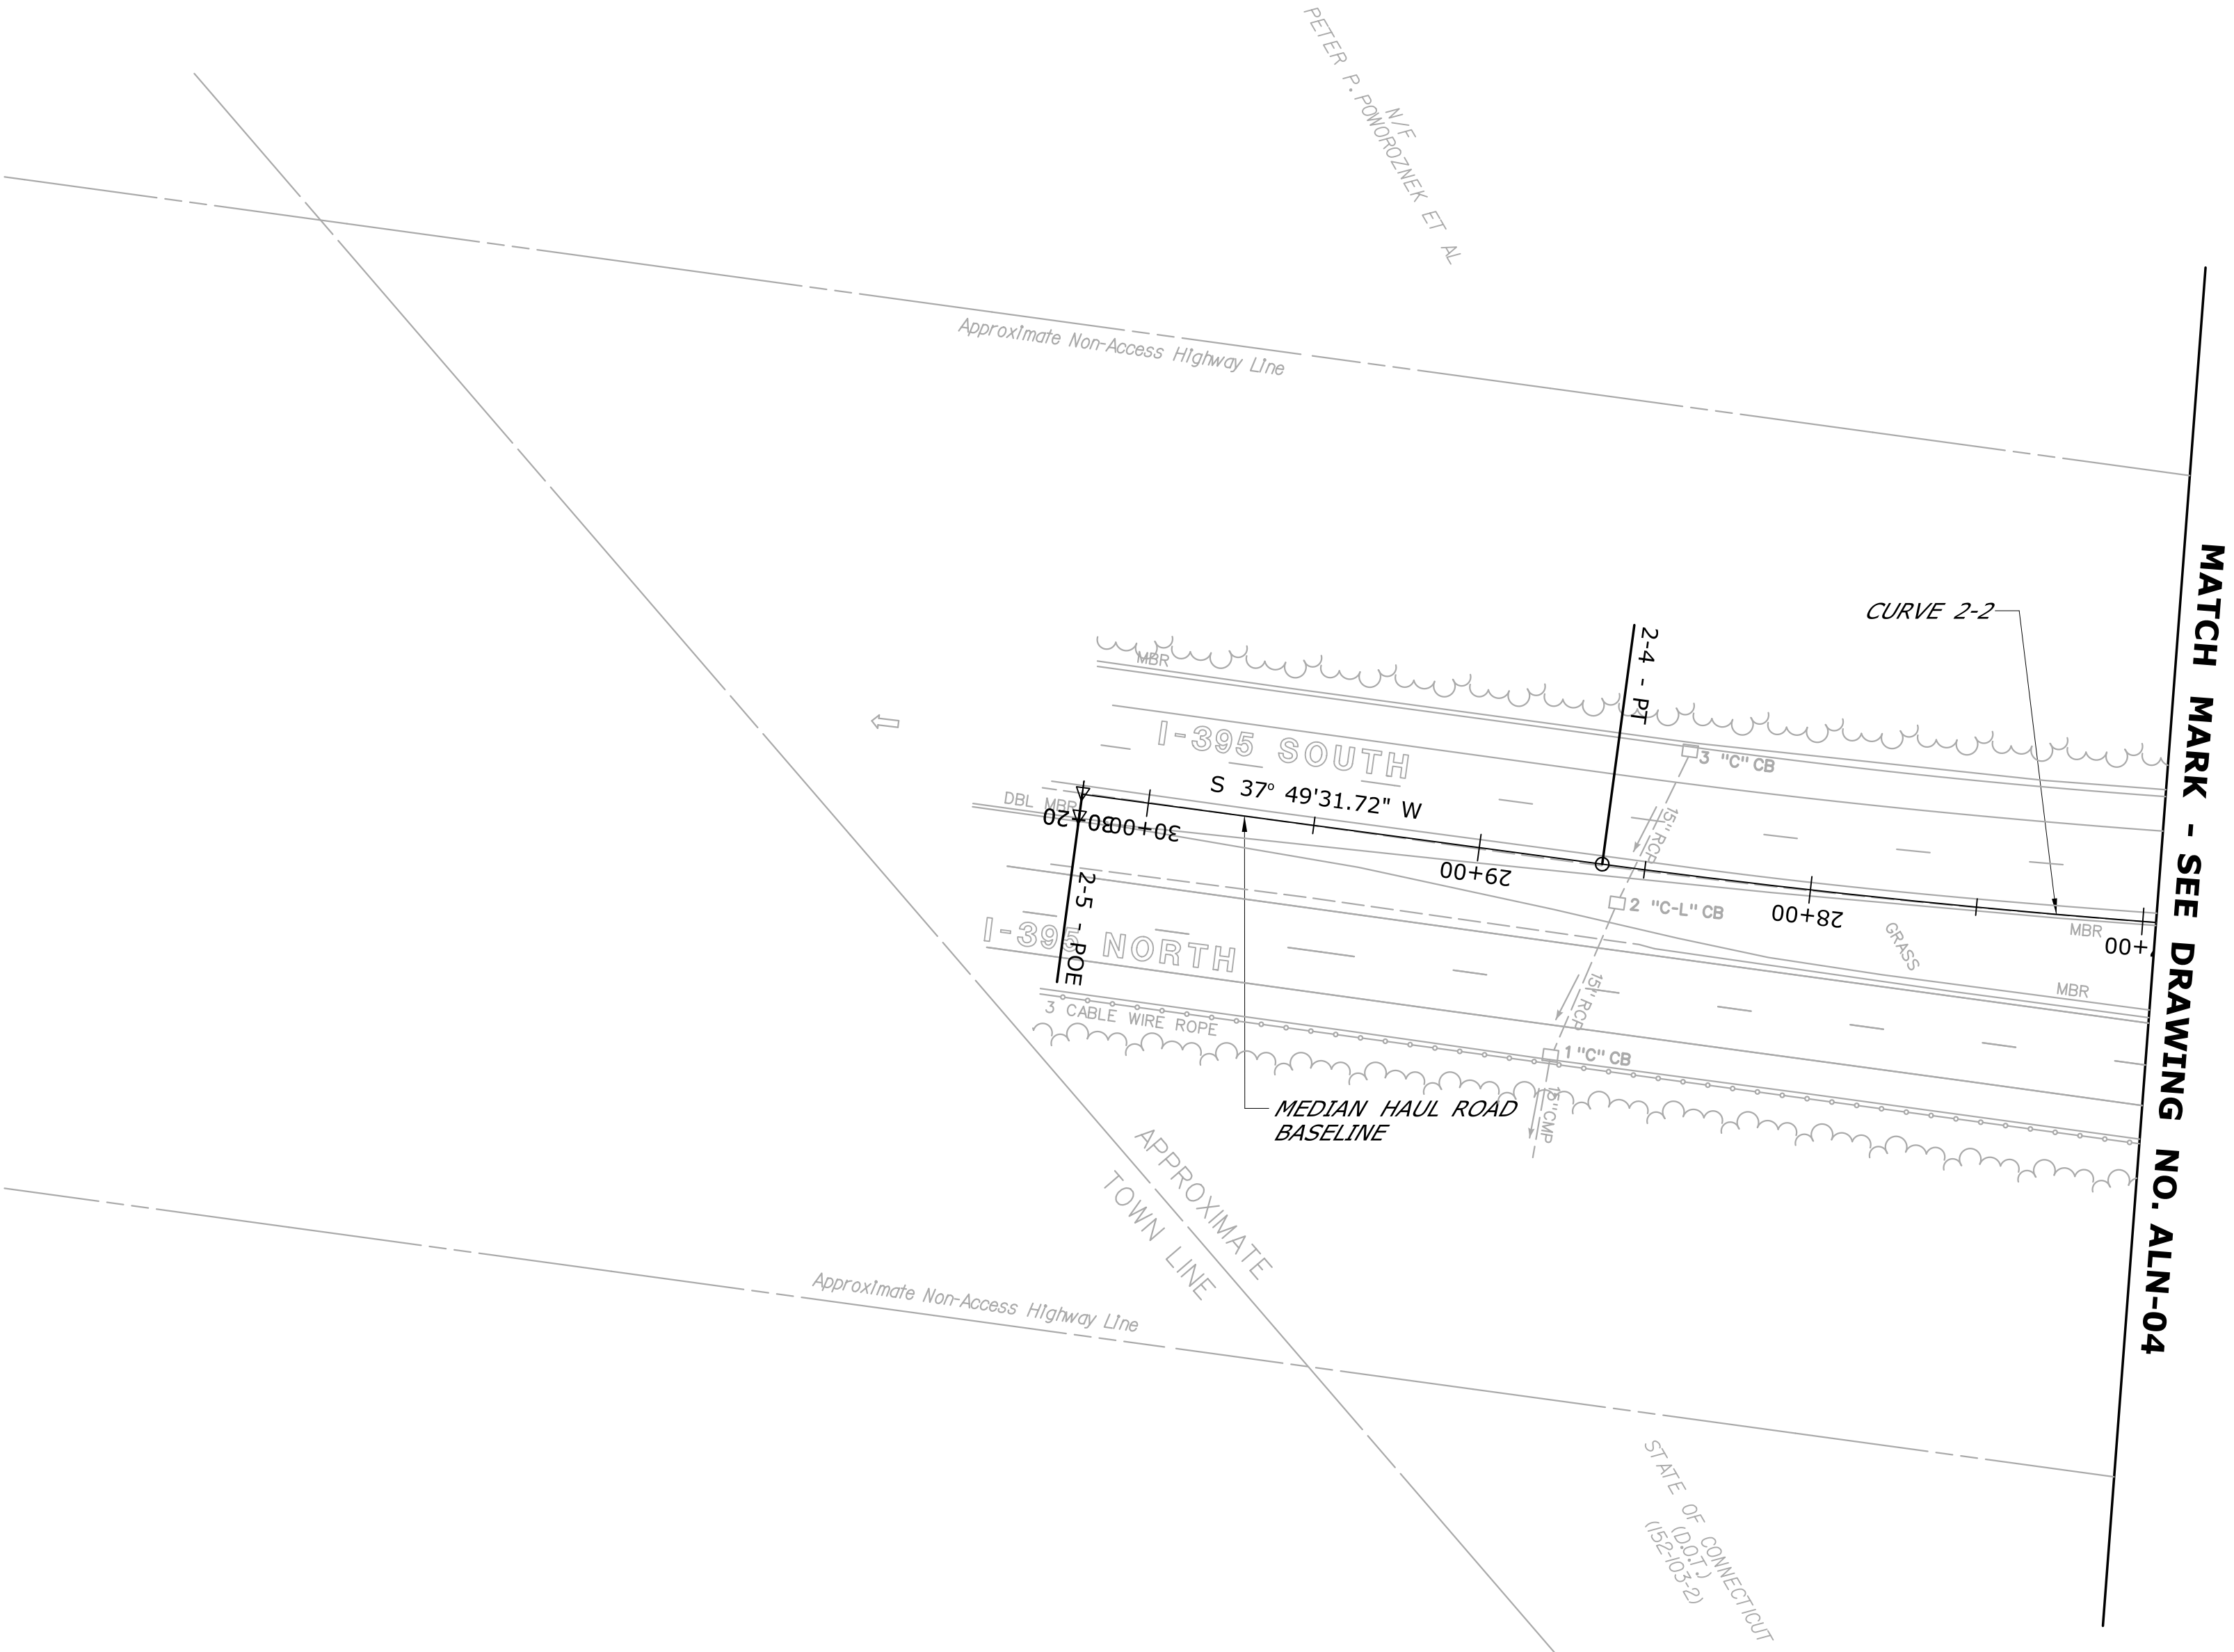 PETER P. POWOROZNEK ET AL
N/F
Approximate Non-Access Highway Line
MATCH MARK - SEE DRAWING NO. ALN-04
CURVE 2-2
2-4 - PT
MBR
I-395 SOUTH
3 "C" CB
S 37° 49'31.72" W
DBL MBR
30+20
30+00
15" RCP
29+00
2 "C-L" CB
28+00
GRASS
MBR
+00
2-5 - POE
I-395 NORTH
MBR
15" RCP
3 CABLE WIRE ROPE
1 "C" CB
15" CMP
MEDIAN HAUL ROAD
BASELINE
APPROXIMATE
TOWN LINE
Approximate Non-Access Highway Line
STATE OF CONNECTICUT
(D.O.T.)
(152-103-2)